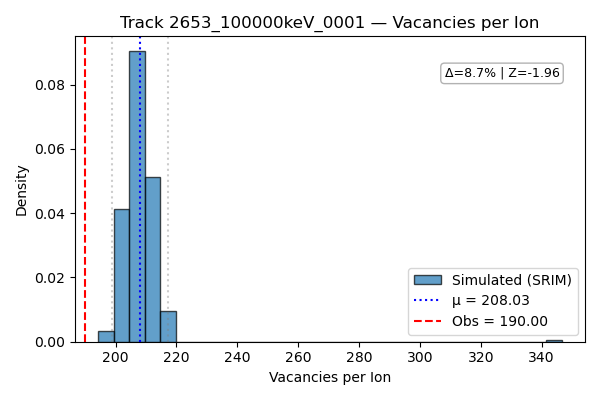 Track 2653_100000keV_0001 — Vacancies per Ion
Δ=8.7% | Z=-1.96
Density
0.08
0.06
0.04
0.02
0.00
Simulated (SRIM)
μ = 208.03
Obs = 190.00
200 220 240 260 280 300 320 340
Vacancies per Ion